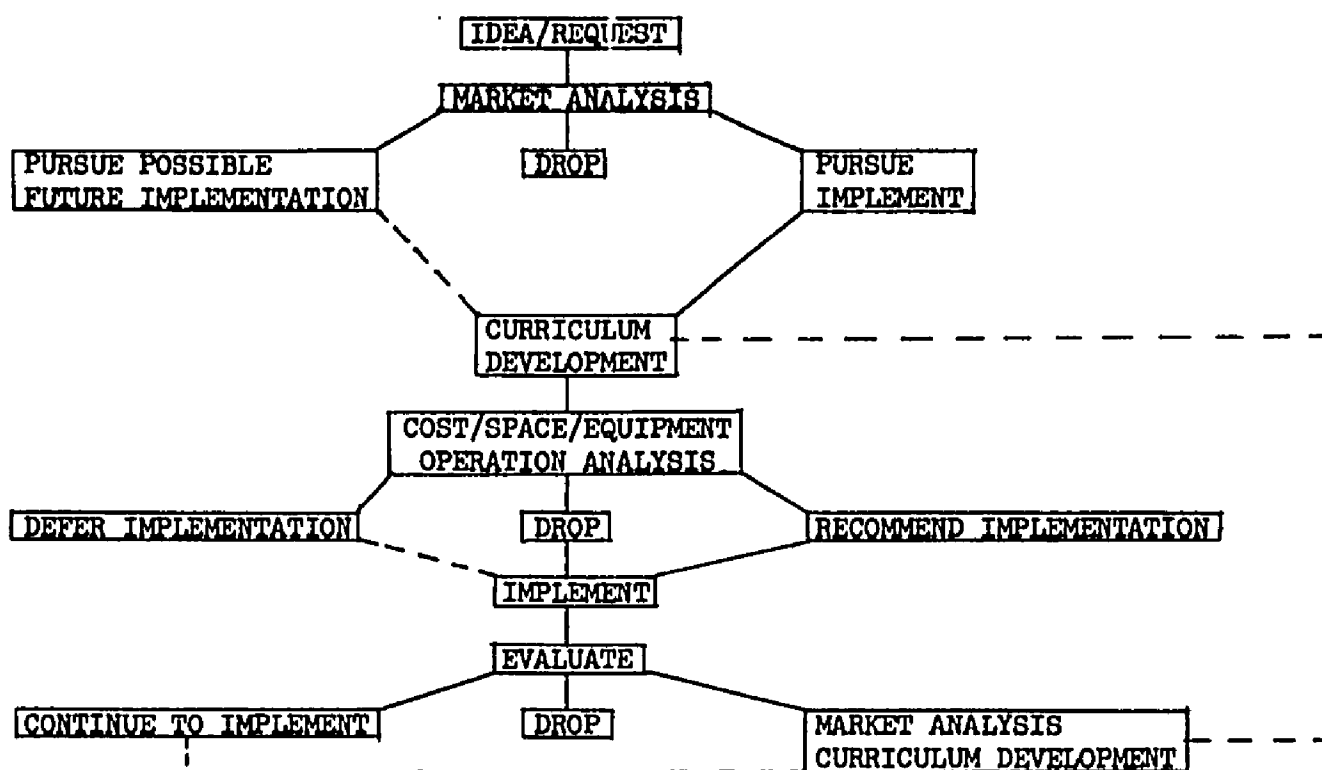 IDEA/REQUEST
MARKET ANALYSIS
PURSUE POSSIBLE
FUTURE IMPLEMENTATION
DROP
PURSUE
IMPLEMENT
CURRICULUM
DEVELOPMENT
COST/SPACE/EQUIPMENT
OPERATION ANALYSIS
DEFER IMPLEMENTATION
DROP
RECOMMEND IMPLEMENTATION
IMPLEMENT
EVALUATE
CONTINUE TO IMPLEMENT
DROP
MARKET ANALYSIS
CURRICULUM DEVELOPMENT